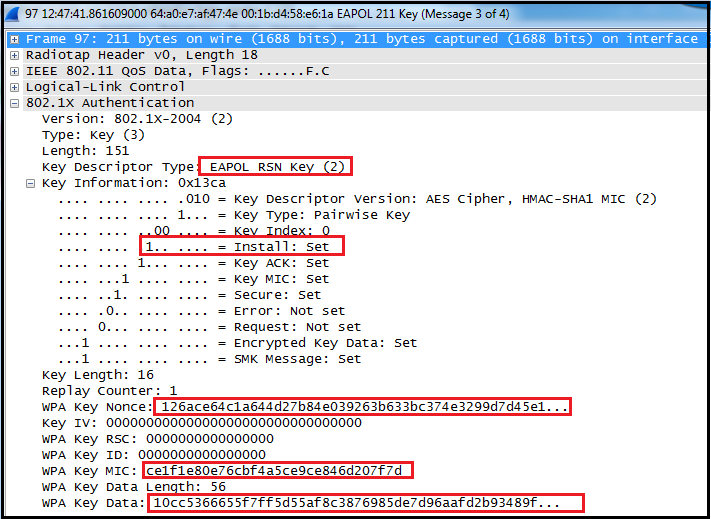 97 12:47:41.861609000 64:a0:e7:af:47:4e 00:1b:d4:58:e6:1a EAPOL 211 Key (Message 3 of 4)
Frame 97: 211 bytes on wire (1688 bits), 211 bytes captured (1688 bits) on interface
Radiotap Header v0, Length 18
IEEE 802.11 QoS Data, Flags: ......F.C
Logical-Link Control
802.1X Authentication
Version: 802.1X-2004 (2)
Type: Key (3)
Length: 151
Key Descriptor Type: EAPOL RSN Key (2)
Key Information: 0x13ca
.... .... .... .010 = Key Descriptor Version: AES Cipher, HMAC-SHA1 MIC (2)
.... .... .... 1... = Key Type: Pairwise Key
.... .... ..00 .... = Key Index: 0
.... .... .1.. .... = Install: Set
.... .... 1... .... = Key ACK: Set
.... ...1 .... .... = Key MIC: Set
.... ..1. .... .... = Secure: Set
.... .0.. .... .... = Error: Not set
.... 0... .... .... = Request: Not set
...1 .... .... .... = Encrypted Key Data: Set
...1 .... .... .... = SMK Message: Set
Key Length: 16
Replay Counter: 1
WPA Key Nonce: 126ace64c1a644d27b84e039263b633bc374e3299d7d45e1...
Key IV: 00000000000000000000000000000000
WPA Key RSC: 0000000000000000
WPA Key ID: 0000000000000000
WPA Key MIC: ce1f1e80e76cbf4a5ce9ce846d207f7d
WPA Key Data Length: 56
WPA Key Data: 10cc5366655f7ff5d55af8c3876985de7d96aafd2b93489f...